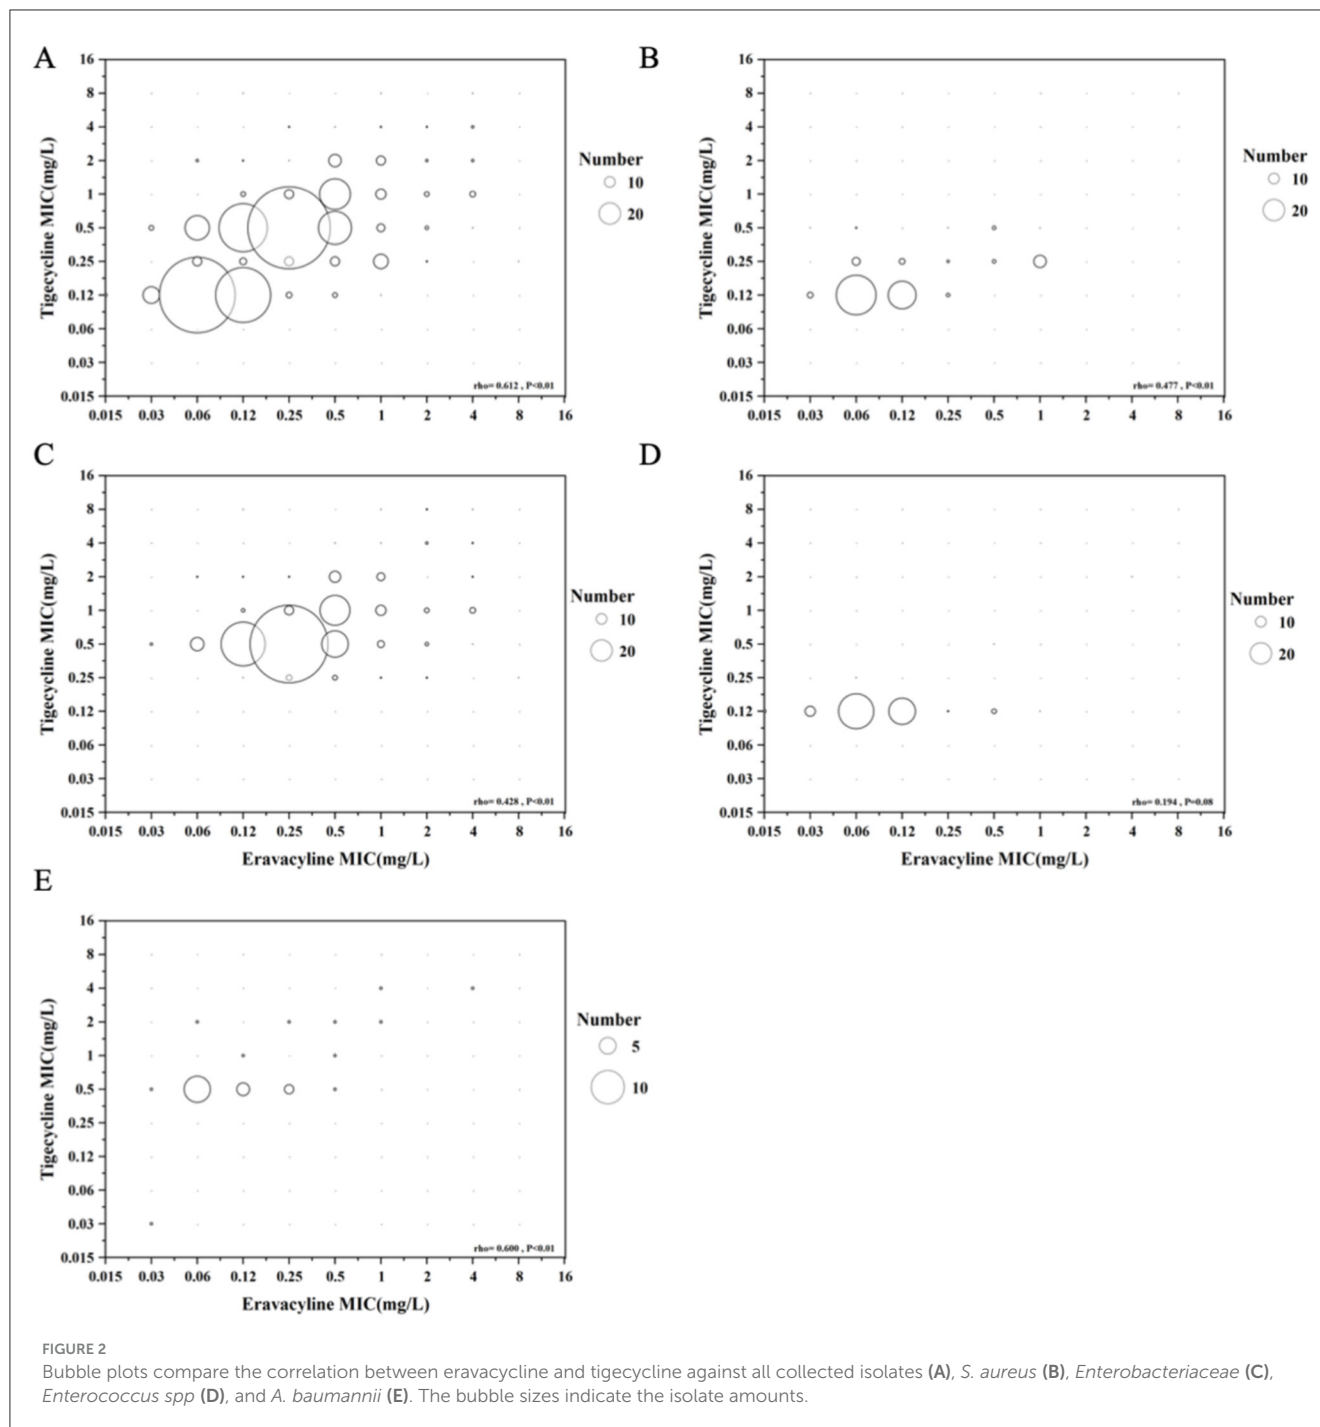 A
B
16
8
4
2
1
0.5
0.25
0.12
0.06
0.03
0.015
Tigecycline MIC(mg/L)
0.015 0.03 0.06 0.12 0.25 0.5 1 2 4 8 16
rho= 0.612 , P<0.01
Number
10
20
16
8
4
2
1
0.5
0.25
0.12
0.06
0.03
0.015
Tigecycline MIC(mg/L)
0.015 0.03 0.06 0.12 0.25 0.5 1 2 4 8 16
rho= 0.477 , P<0.01
Number
10
20
C
D
16
8
4
2
1
0.5
0.25
0.12
0.06
0.03
0.015
Tigecycline MIC(mg/L)
0.015 0.03 0.06 0.12 0.25 0.5 1 2 4 8 16
Eravacyline MIC(mg/L)
rho= 0.428 , P<0.01
Number
10
20
16
8
4
2
1
0.5
0.25
0.12
0.06
0.03
0.015
Tigecycline MIC(mg/L)
0.015 0.03 0.06 0.12 0.25 0.5 1 2 4 8 16
Eravacyline MIC(mg/L)
rho= 0.194 , P=0.08
Number
10
20
E
16
8
4
2
1
0.5
0.25
0.12
0.06
0.03
0.015
Tigecycline MIC(mg/L)
0.015 0.03 0.06 0.12 0.25 0.5 1 2 4 8 16
Eravacyline MIC(mg/L)
rho= 0.600 , P<0.01
Number
5
10
FIGURE 2
Bubble plots compare the correlation between eravacycline and tigecycline against all collected isolates (A), S. aureus (B), Enterobacteriaceae (C),
Enterococcus spp (D), and A. baumannii (E). The bubble sizes indicate the isolate amounts.